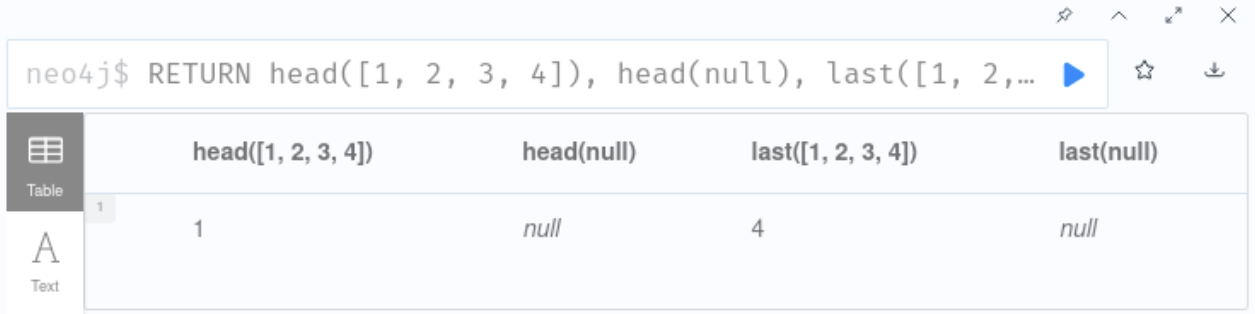 neo4j$ RETURN head([1, 2, 3, 4]), head(null), last([1, 2,…
Table
head([1, 2, 3, 4]) head(null) last([1, 2, 3, 4]) last(null)
1
1 null 4 null
A
Text